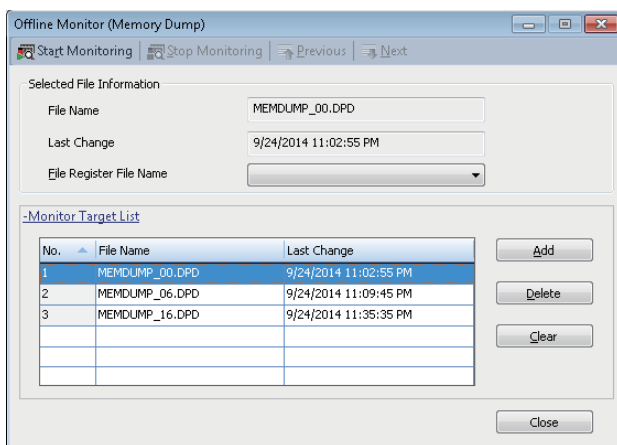 Offline Monitor (Memory Dump)
Start Monitoring Stop Monitoring Previous Next
Selected File Information
File Name MEMDUMP_00.DPD
Last Change 9/24/2014 11:02:55 PM
File Register File Name
-Monitor Target List
No. File Name Last Change
1 MEMDUMP_00.DPD 9/24/2014 11:02:55 PM
2 MEMDUMP_06.DPD 9/24/2014 11:09:45 PM
3 MEMDUMP_16.DPD 9/24/2014 11:35:35 PM
Add
Delete
Clear
Close